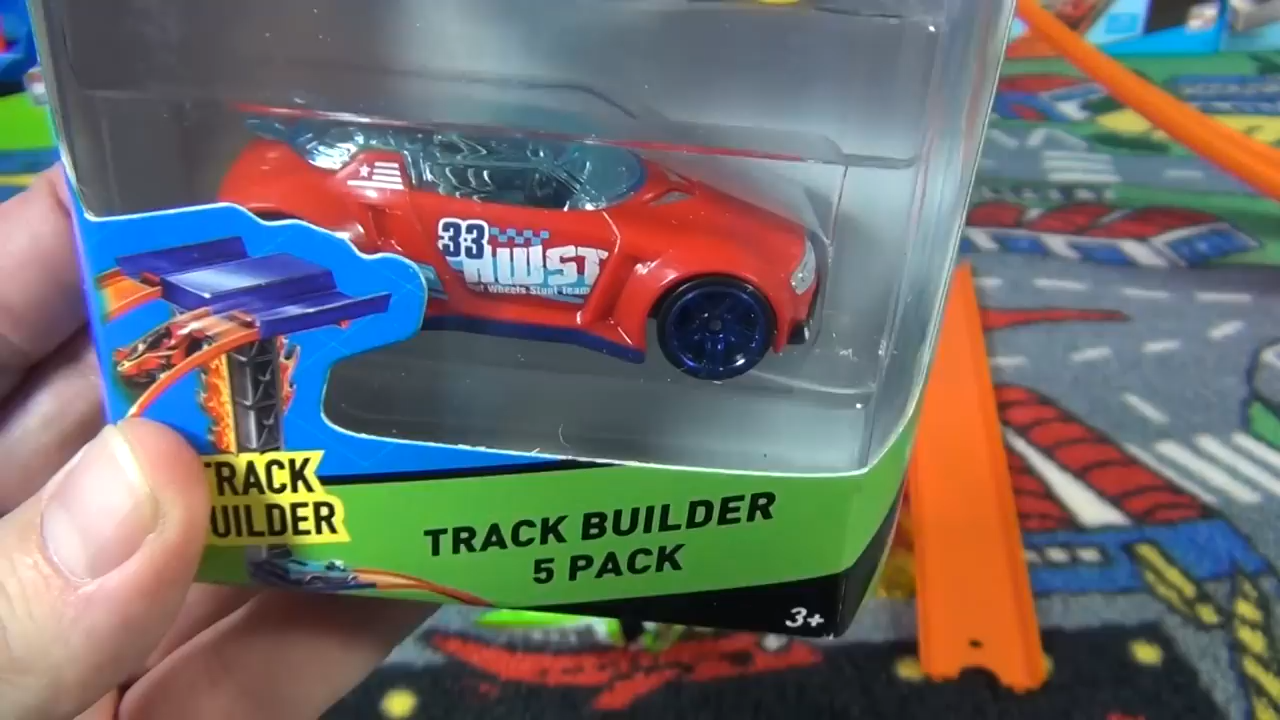 33
HWST
Hot Wheels Stunt Team
TRACK
BUILDER
TRACK BUILDER
5 PACK
3+